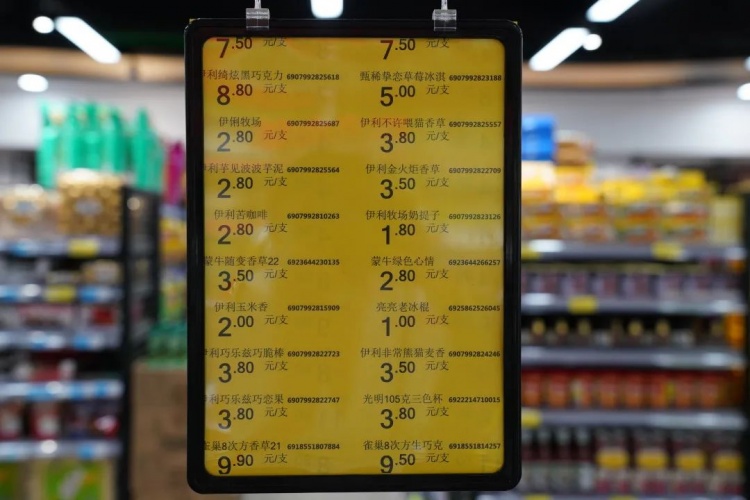 7.50 元/支 7.50 元/支
伊利绮炫黑巧克力 6907992825618 甄稀挚恋草莓冰淇 6907992823188
8.80 元/支 5.00 元/支
伊俐牧场 6907992825687 伊利不许喂猫香草 6907992825557
2.80 元/支 3.80 元/支
伊利芋见波波芋泥 6907992825564 伊利金火炬香草 6907992822709
2.80 元/支 3.50 元/支
伊利苦咖啡 6907992810263 伊利牧场奶提子 6907992823126
2.80 元/支 1.80 元/支
蒙牛随变香草22 6923644230135 蒙牛绿色心情 6923644266257
3.50 元/支 2.80 元/支
伊利玉米香 6907992815909 亮亮老冰棍 6925862526045
2.00 元/支 1.00 元/支
伊利巧乐兹巧脆棒 6907992822723 伊利非常熊猫麦香 6907992824246
3.80 元/支 3.50 元/支
伊利巧乐兹巧恋果 6907992822747 光明105克三色杯 6922214710015
3.80 元/支 3.80 元/支
雀巢8次方香草21 6918551807884 雀巢8次方生巧克 6918551814257
9.90 元/支 9.50 元/支